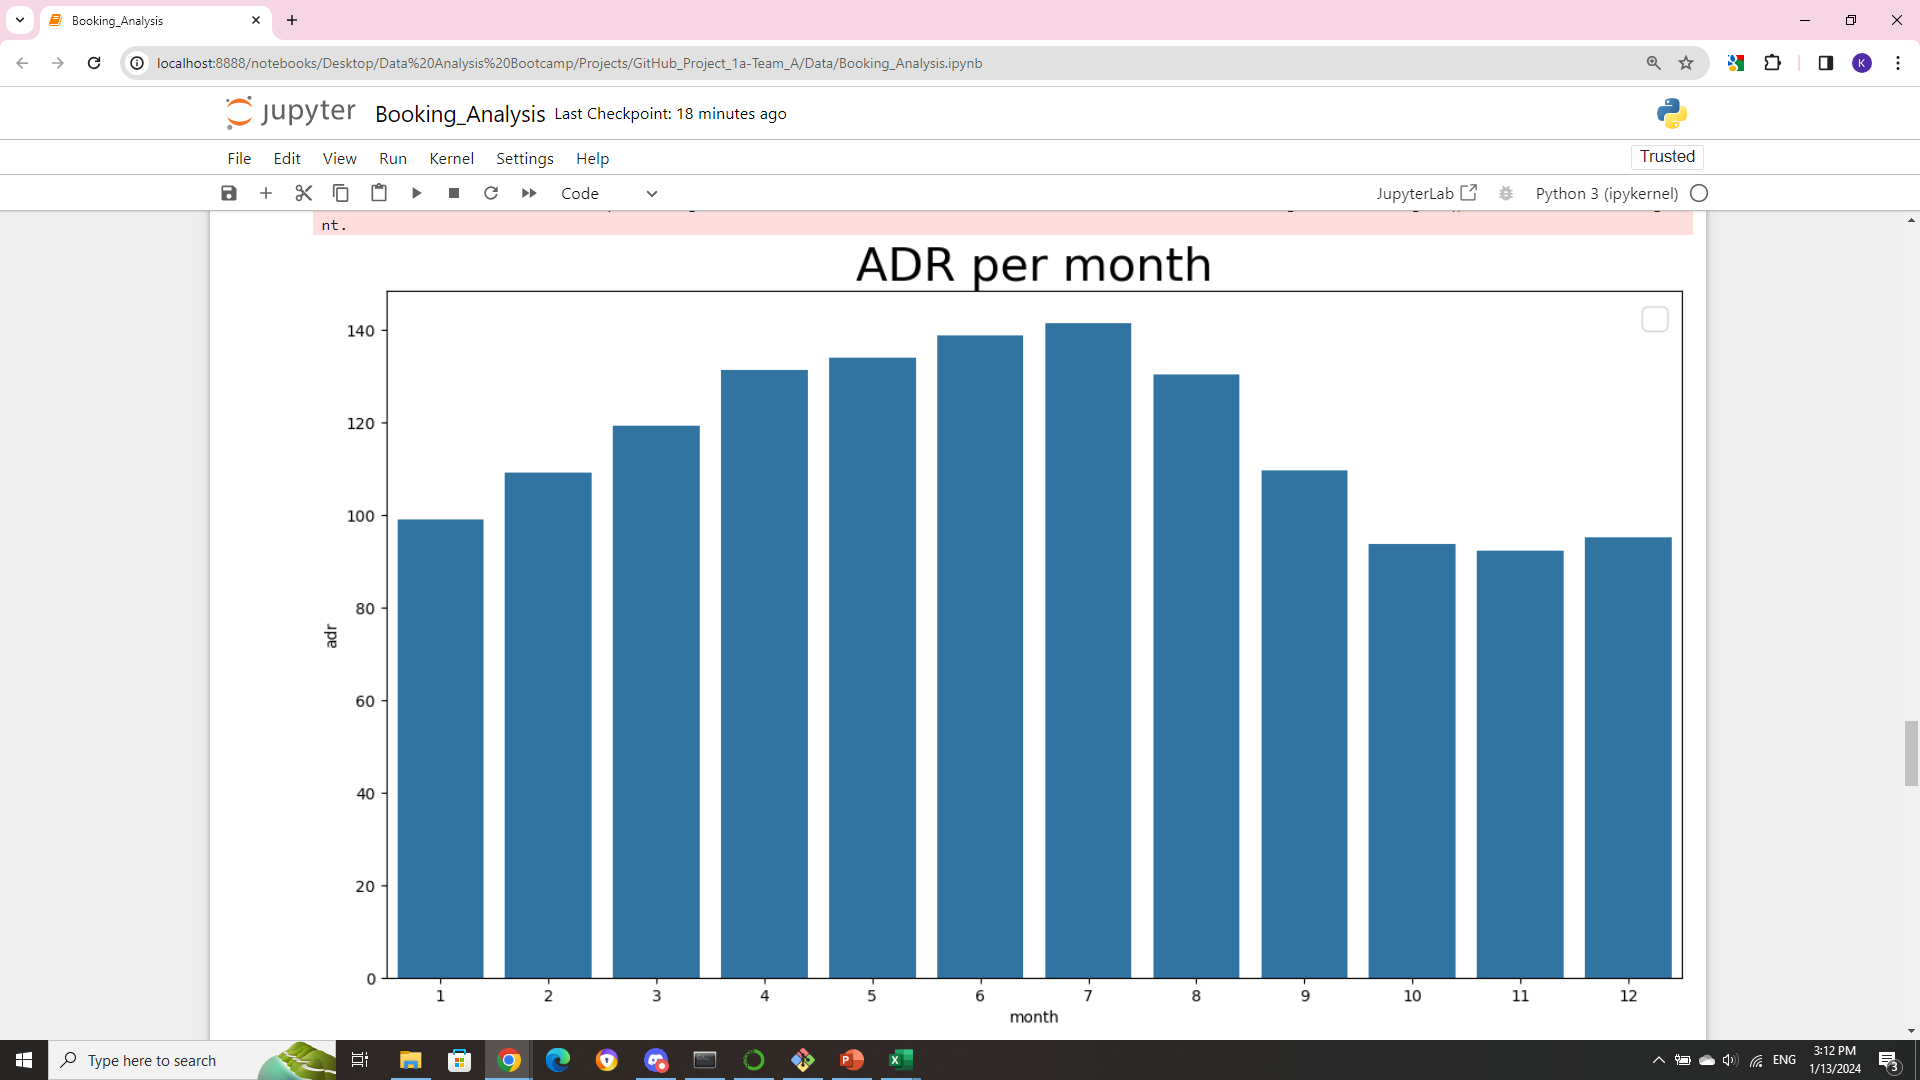 Booking_Analysis
localhost:8888/notebooks/Desktop/Data%20Analysis%20Bootcamp/Projects/GitHub_Project_1a-Team_A/Data/Booking_Analysis.ipynb
K
jupyter Booking_Analysis Last Checkpoint: 18 minutes ago
File Edit View Run Kernel Settings Help
Trusted
Code
JupyterLab
Python 3 (ipykernel)
nt.
ADR per month
140
120
100
80
60
40
20
0
adr
1 2 3 4 5 6 7 8 9 10 11 12
month
Type here to search
ENG
3:12 PM
1/13/2024
3